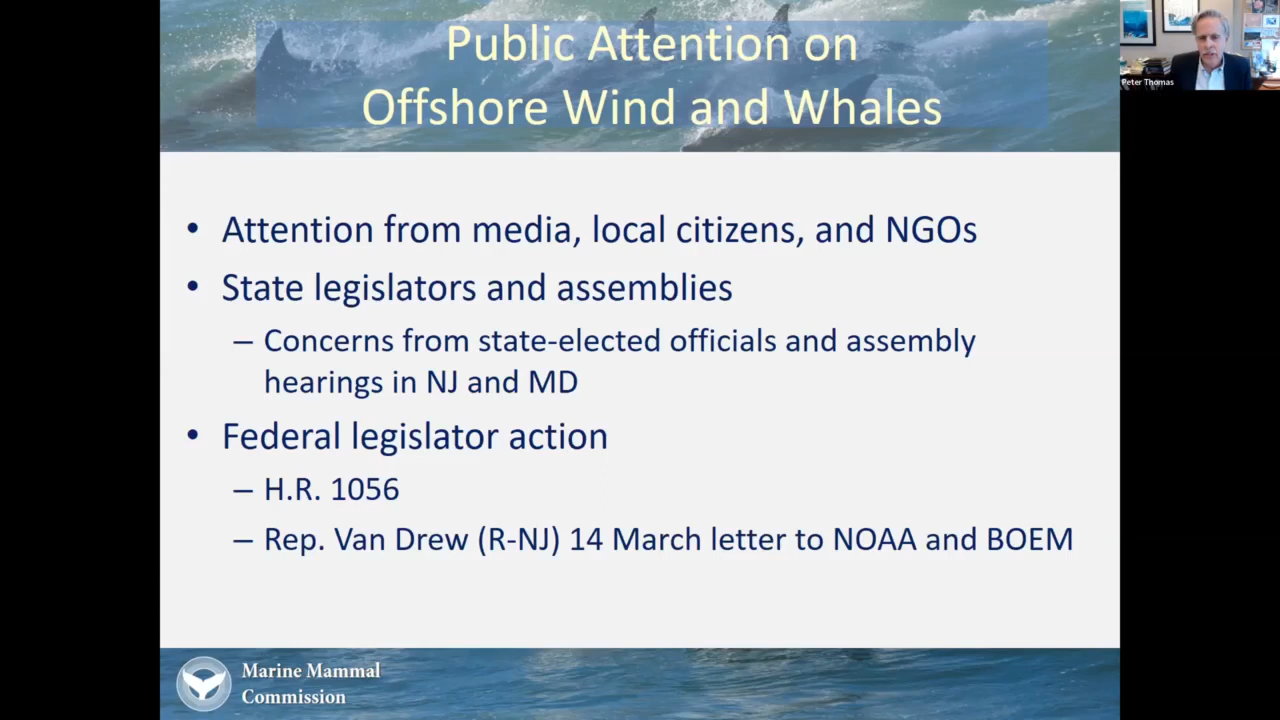 Public Attention on
Offshore Wind and Whales
Peter Thomas
• Attention from media, local citizens, and NGOs
• State legislators and assemblies
– Concerns from state-elected officials and assembly
hearings in NJ and MD
• Federal legislator action
– H.R. 1056
– Rep. Van Drew (R-NJ) 14 March letter to NOAA and BOEM
Marine Mammal
Commission